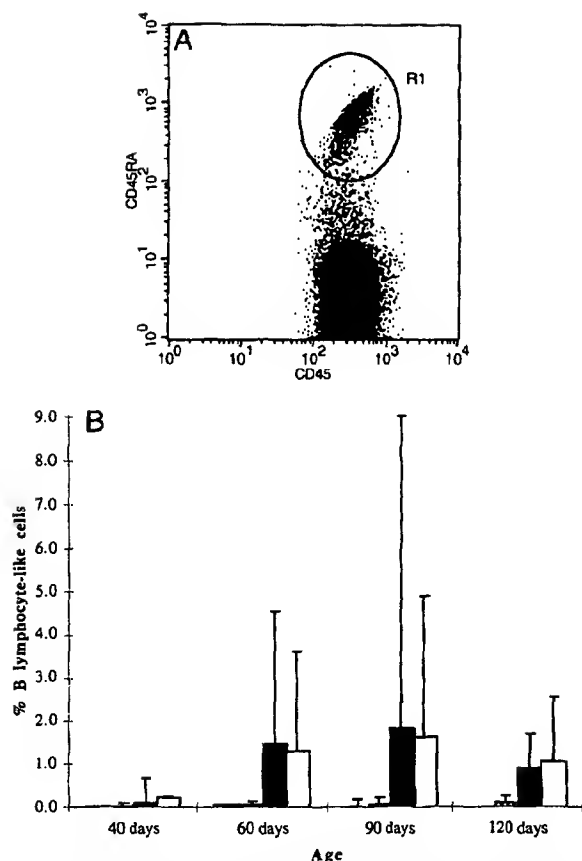 A
R1
10^4
10^3
10^2
10^1
10^0
CD45RA
10^0 10^1 10^2 10^3 10^4
CD45
B
9.0
8.0
7.0
6.0
5.0
4.0
3.0
2.0
1.0
0.0
% B lymphocyte-like cells
40 days 60 days 90 days 120 days
Age